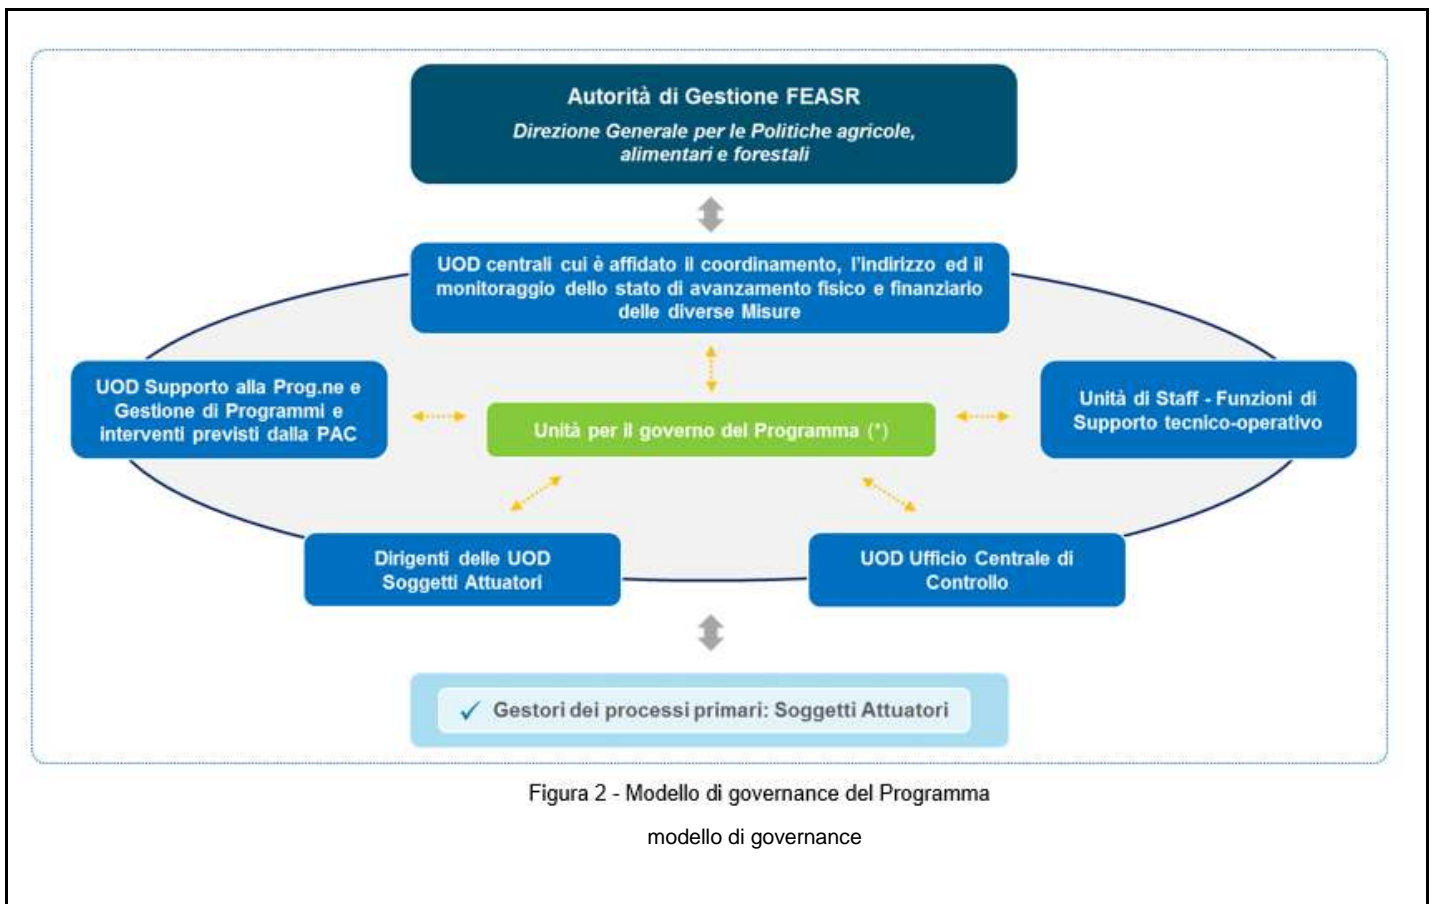 Autorità di Gestione FEASR
Direzione Generale per le Politiche agricole,
alimentari e forestali
UOD centrali cui è affidato il coordinamento, l'indirizzo ed il
monitoraggio dello stato di avanzamento fisico e finanziario
delle diverse Misure
UOD Supporto alla Prog.ne e
Gestione di Programmi e
interventi previsti dalla PAC
Unità per il governo del Programma (*)
Unità di Staff - Funzioni di
Supporto tecnico-operativo
Dirigenti delle UOD
Soggetti Attuatori
UOD Ufficio Centrale di
Controllo
✓ Gestori dei processi primari: Soggetti Attuatori
Figura 2 - Modello di governance del Programma
modello di governance